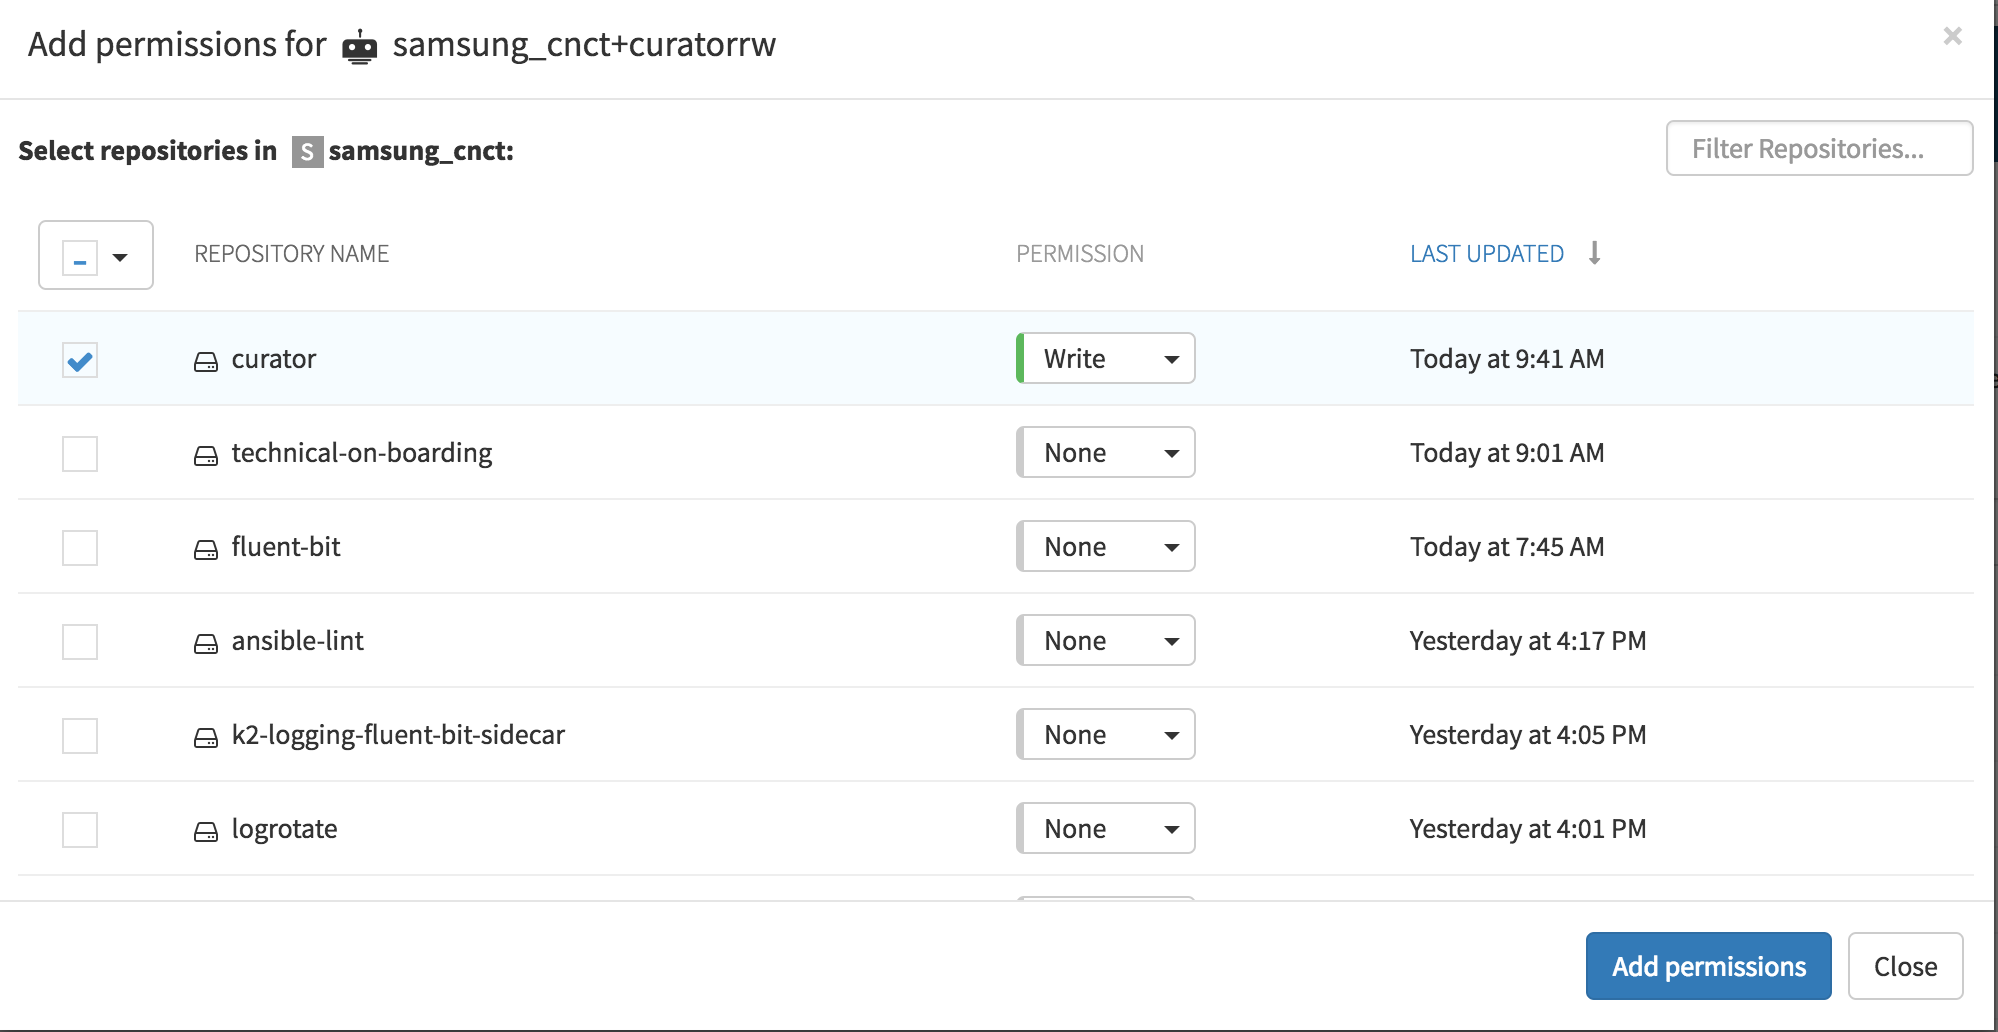 Add permissions for samsung_cnct+curatorrw
×
Select repositories in S samsung_cnct:
Filter Repositories...
REPOSITORY NAME PERMISSION LAST UPDATED
curator Write Today at 9:41 AM
technical-on-boarding None Today at 9:01 AM
fluent-bit None Today at 7:45 AM
ansible-lint None Yesterday at 4:17 PM
k2-logging-fluent-bit-sidecar None Yesterday at 4:05 PM
logrotate None Yesterday at 4:01 PM
Add permissions Close